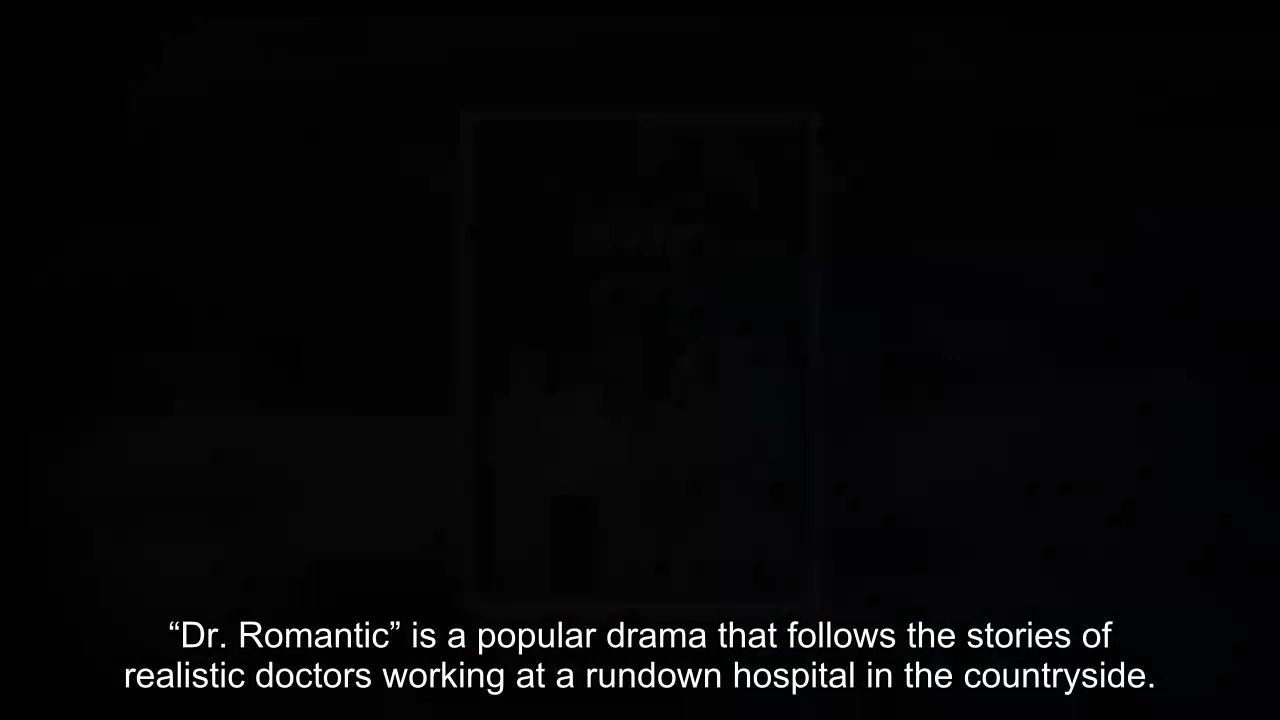 “Dr. Romantic” is a popular drama that follows the stories of
realistic doctors working at a rundown hospital in the countryside.